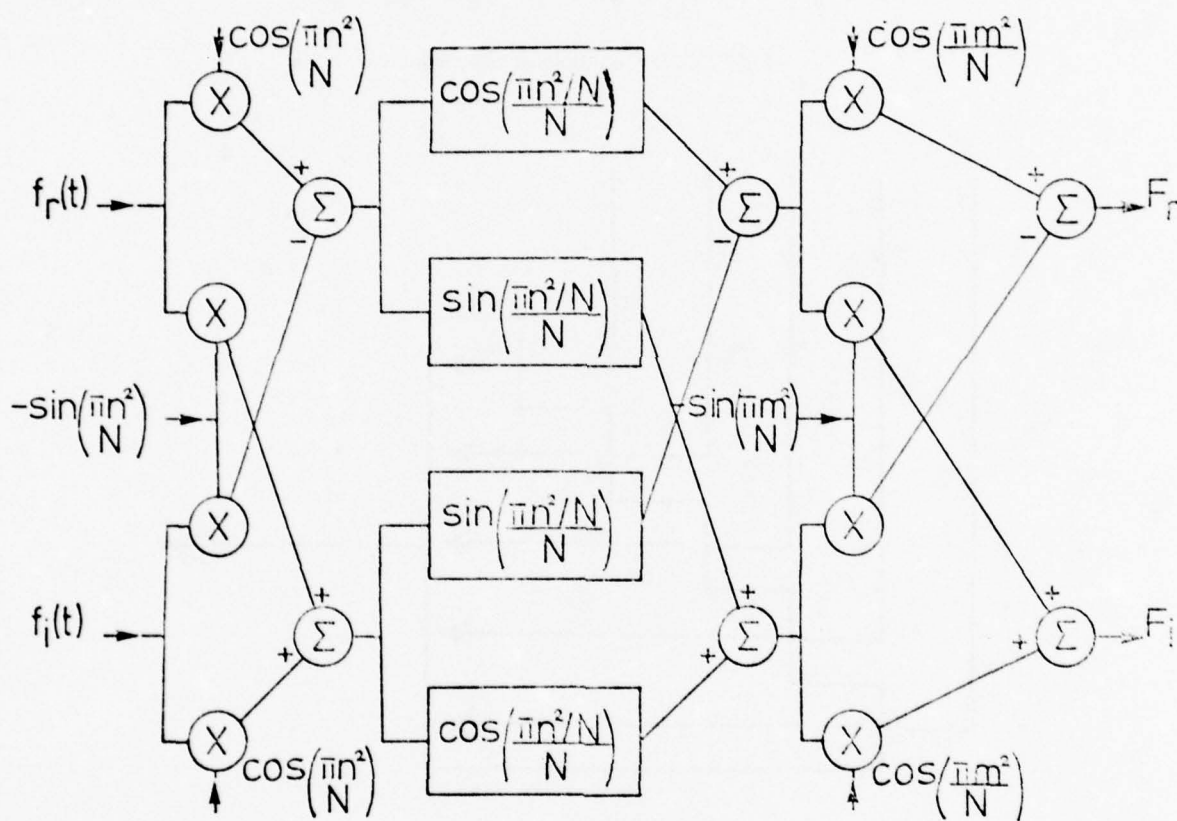 cos(πn²/N)
cos(πn²/N/N)
cos(πm²/N)
X
X
+
+
+
f_r(t)
Σ
Σ
Σ
F_r
-
-
-
X
sin(πn²/N/N)
X
-sin(πn²/N)
-sin(πm²/N)
X
sin(πn²/N/N)
X
+
+
+
f_i(t)
Σ
Σ
Σ
F_i
+
+
+
X
cos(πn²/N/N)
X
cos(πn²/N)
cos(πm²/N)